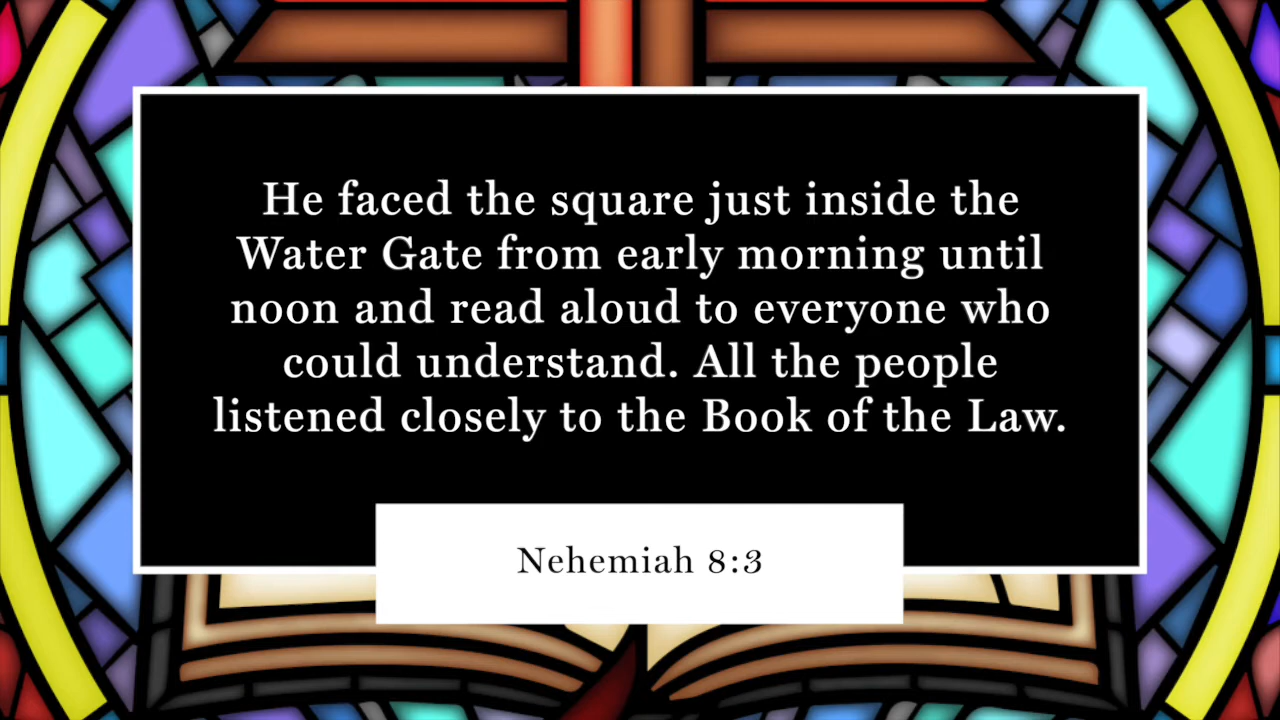 He faced the square just inside the
Water Gate from early morning until
noon and read aloud to everyone who
could understand. All the people
listened closely to the Book of the Law.
Nehemiah 8:3